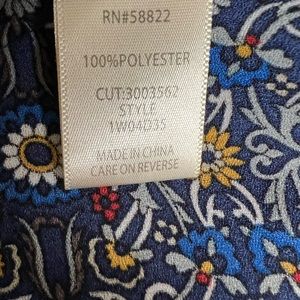 RN#58822
100%POLYESTER
CUT:3003562
STYLE
1W04D35
MADE IN CHINA
CARE ON REVERSE